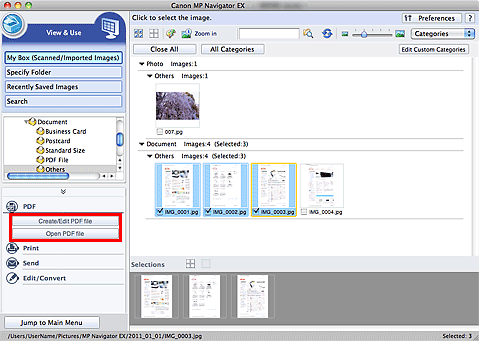 Canon MP Navigator EX
View & Use
Click to select the image.
Preferences
?
Zoom in
Categories
Close All
All Categories
Edit Custom Categories
My Box (Scanned/Imported Images)
Specify Folder
Recently Saved Images
Search
Document
Business Card
Postcard
Standard Size
PDF File
Others
PDF
Create/Edit PDF file
Open PDF file
Print
Send
Edit/Convert
Jump to Main Menu
Photo Images:1
Others Images:1
007.jpg
Document Images:4 (Selected:3)
Others Images:4 (Selected:3)
IMG_0001.jpg
IMG_0002.jpg
IMG_0003.jpg
IMG_0004.jpg
Selections
/Users/UserName/Pictures/MP Navigator EX/2011_01_01/IMG_0003.jpg
Selected: 3